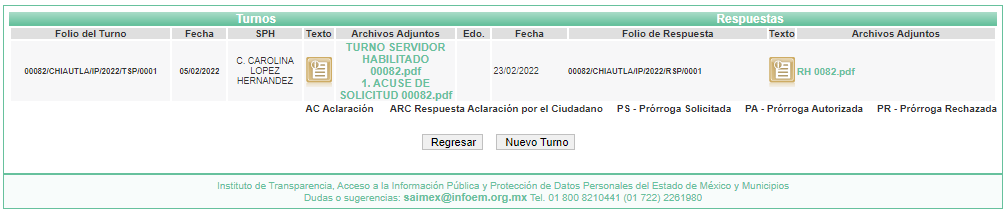 Turnos Respuestas
Folio del Turno Fecha SPH Texto Archivos Adjuntos Edo. Fecha Folio de Respuesta Texto Archivos Adjuntos
00082/CHIAUTLA/IP/2022/TSP/0001 05/02/2022 C. CAROLINA LOPEZ HERNANDEZ TURNO SERVIDOR HABILITADO 00082.pdf 1. ACUSE DE SOLICITUD 00082.pdf 23/02/2022 00082/CHIAUTLA/IP/2022/RSP/0001 RH 0082.pdf
AC Aclaración ARC Respuesta Aclaración por el Ciudadano PS - Prórroga Solicitada PA - Prórroga Autorizada PR - Prórroga Rechazada
Regresar Nuevo Turno
Instituto de Transparencia, Acceso a la Información Pública y Protección de Datos Personales del Estado de México y Municipios
Dudas o sugerencias: saimex@infoem.org.mx Tel. 01 800 8210441 (01 722) 2261980